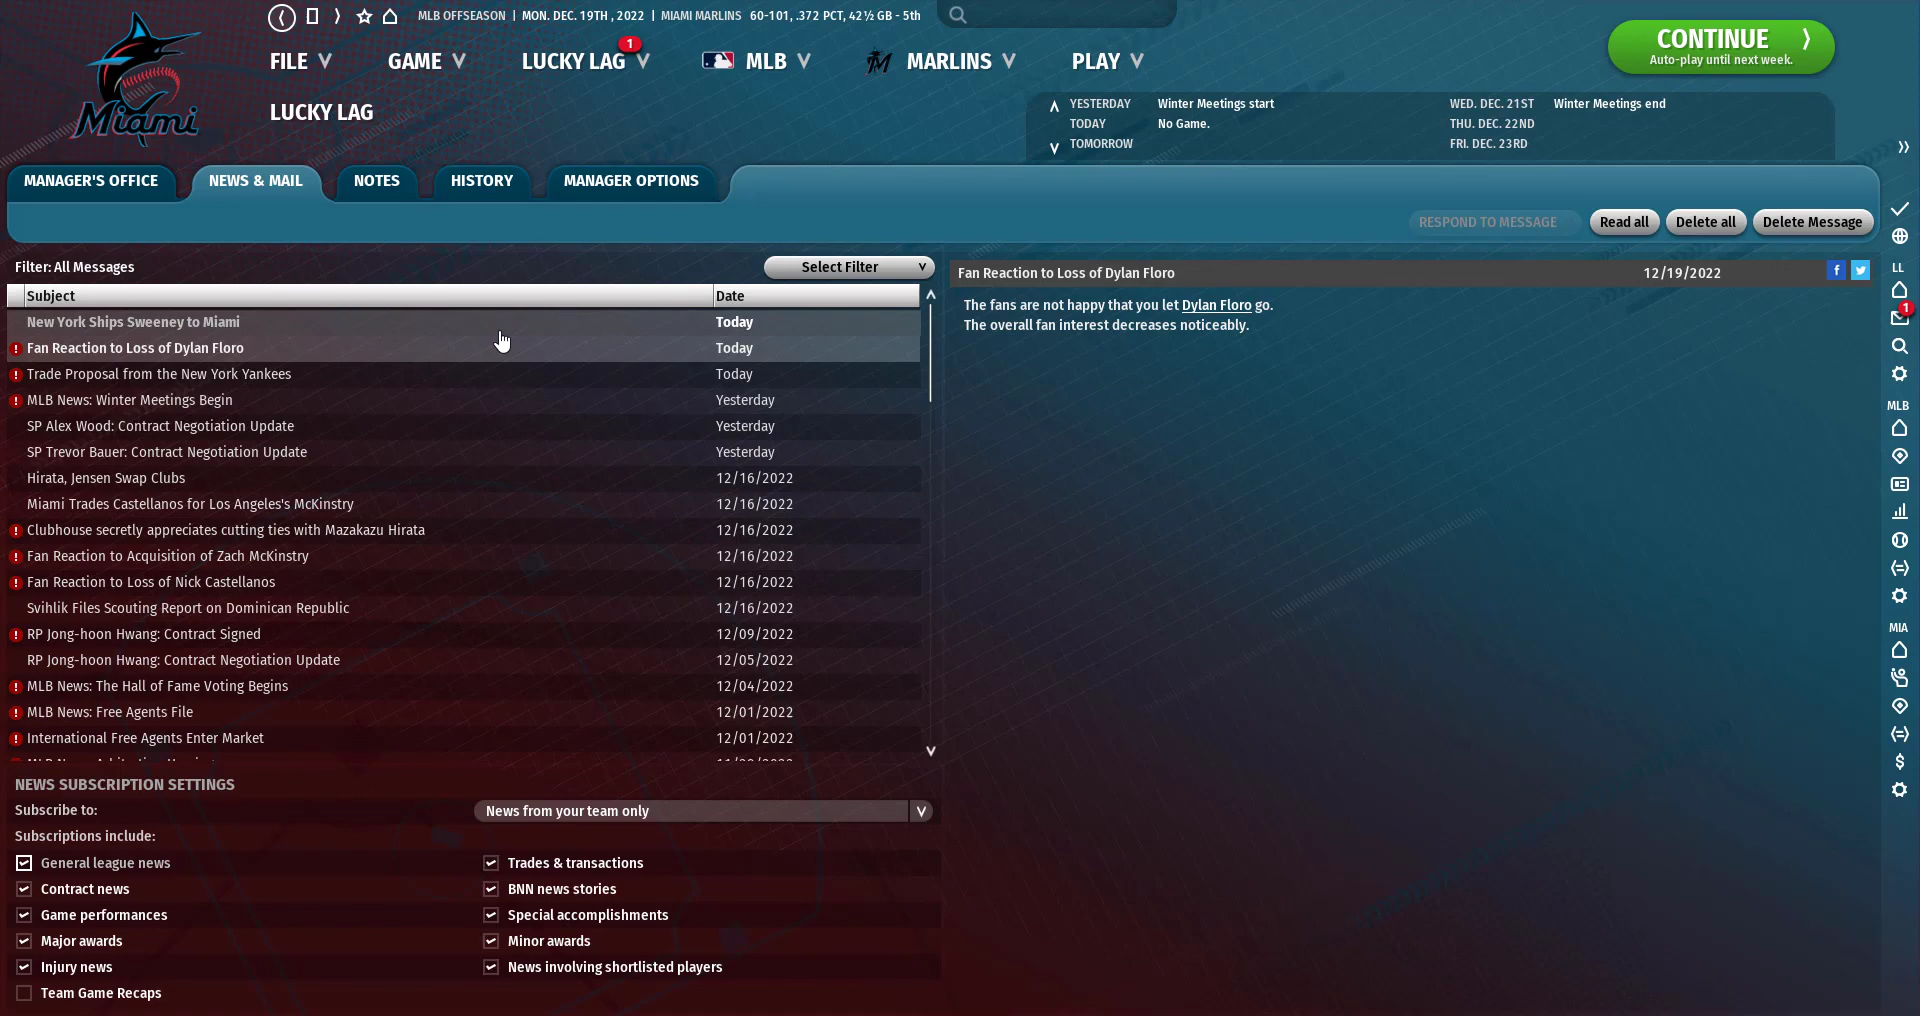 MLB OFFSEASON | MON. DEC. 19TH , 2022 | MIAMI MARLINS 60-101, .372 PCT, 42½ GB - 5th
Miami
FILE GAME LUCKY LAG 1 MLB MARLINS PLAY
CONTINUE
Auto-play until next week.
LUCKY LAG
YESTERDAY Winter Meetings start WED. DEC. 21ST Winter Meetings end
TODAY No Game. THU. DEC. 22ND
TOMORROW FRI. DEC. 23RD
MANAGER'S OFFICE NEWS & MAIL NOTES HISTORY MANAGER OPTIONS
RESPOND TO MESSAGE Read all Delete all Delete Message
Filter: All Messages Select Filter
Subject Date
New York Ships Sweeney to Miami Today
Fan Reaction to Loss of Dylan Floro Today
Trade Proposal from the New York Yankees Today
MLB News: Winter Meetings Begin Yesterday
SP Alex Wood: Contract Negotiation Update Yesterday
SP Trevor Bauer: Contract Negotiation Update Yesterday
Hirata, Jensen Swap Clubs 12/16/2022
Miami Trades Castellanos for Los Angeles's McKinstry 12/16/2022
Clubhouse secretly appreciates cutting ties with Mazakazu Hirata 12/16/2022
Fan Reaction to Acquisition of Zach McKinstry 12/16/2022
Fan Reaction to Loss of Nick Castellanos 12/16/2022
Svihlik Files Scouting Report on Dominican Republic 12/16/2022
RP Jong-hoon Hwang: Contract Signed 12/09/2022
RP Jong-hoon Hwang: Contract Negotiation Update 12/05/2022
MLB News: The Hall of Fame Voting Begins 12/04/2022
MLB News: Free Agents File 12/01/2022
International Free Agents Enter Market 12/01/2022
Fan Reaction to Loss of Dylan Floro 12/19/2022
The fans are not happy that you let Dylan Floro go.
The overall fan interest decreases noticeably.
NEWS SUBSCRIPTION SETTINGS
Subscribe to: News from your team only
Subscriptions include:
General league news Trades & transactions
Contract news BNN news stories
Game performances Special accomplishments
Major awards Minor awards
Injury news News involving shortlisted players
Team Game Recaps
LL
1
MLB
MIA
$